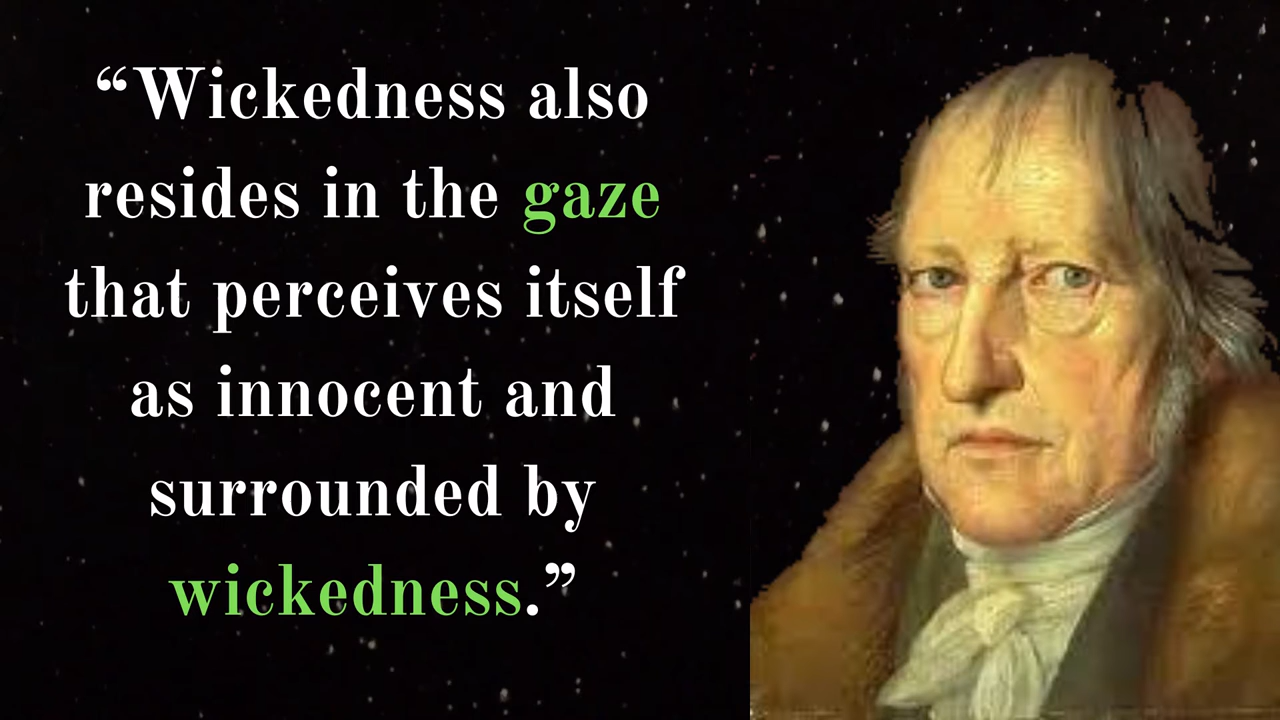 “Wickedness also
resides in the gaze
that perceives itself
as innocent and
surrounded by
wickedness.”